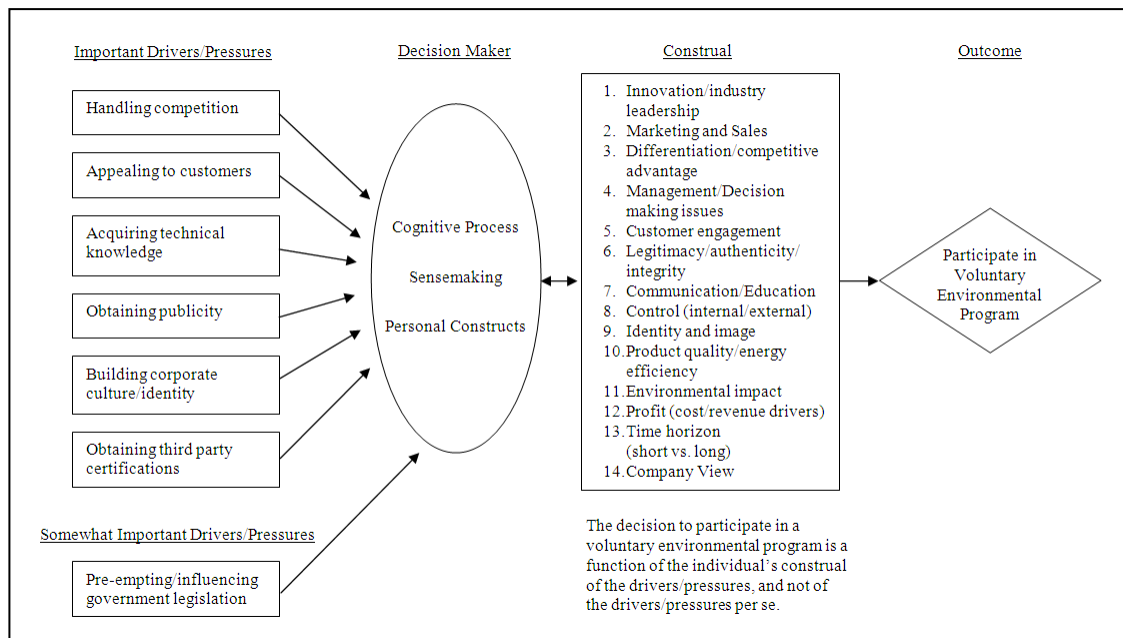 Important Drivers/Pressures
Handling competition
Appealing to customers
Acquiring technical
knowledge
Obtaining publicity
Building corporate
culture/identity
Obtaining third party
certifications
Somewhat Important Drivers/Pressures
Pre-empting/influencing
government legislation
Decision Maker
Cognitive Process
Sensemaking
Personal Constructs
Construal
1. Innovation/industry
leadership
2. Marketing and Sales
3. Differentiation/competitive
advantage
4. Management/Decision
making issues
5. Customer engagement
6. Legitimacy/authenticity/
integrity
7. Communication/Education
8. Control (internal/external)
9. Identity and image
10. Product quality/energy
efficiency
11. Environmental impact
12. Profit (cost/revenue drivers)
13. Time horizon
(short vs. long)
14. Company View
The decision to participate in a
voluntary environmental program is a
function of the individual's construal
of the drivers/pressures, and not of
the drivers/pressures per se.
Outcome
Participate in
Voluntary
Environmental
Program